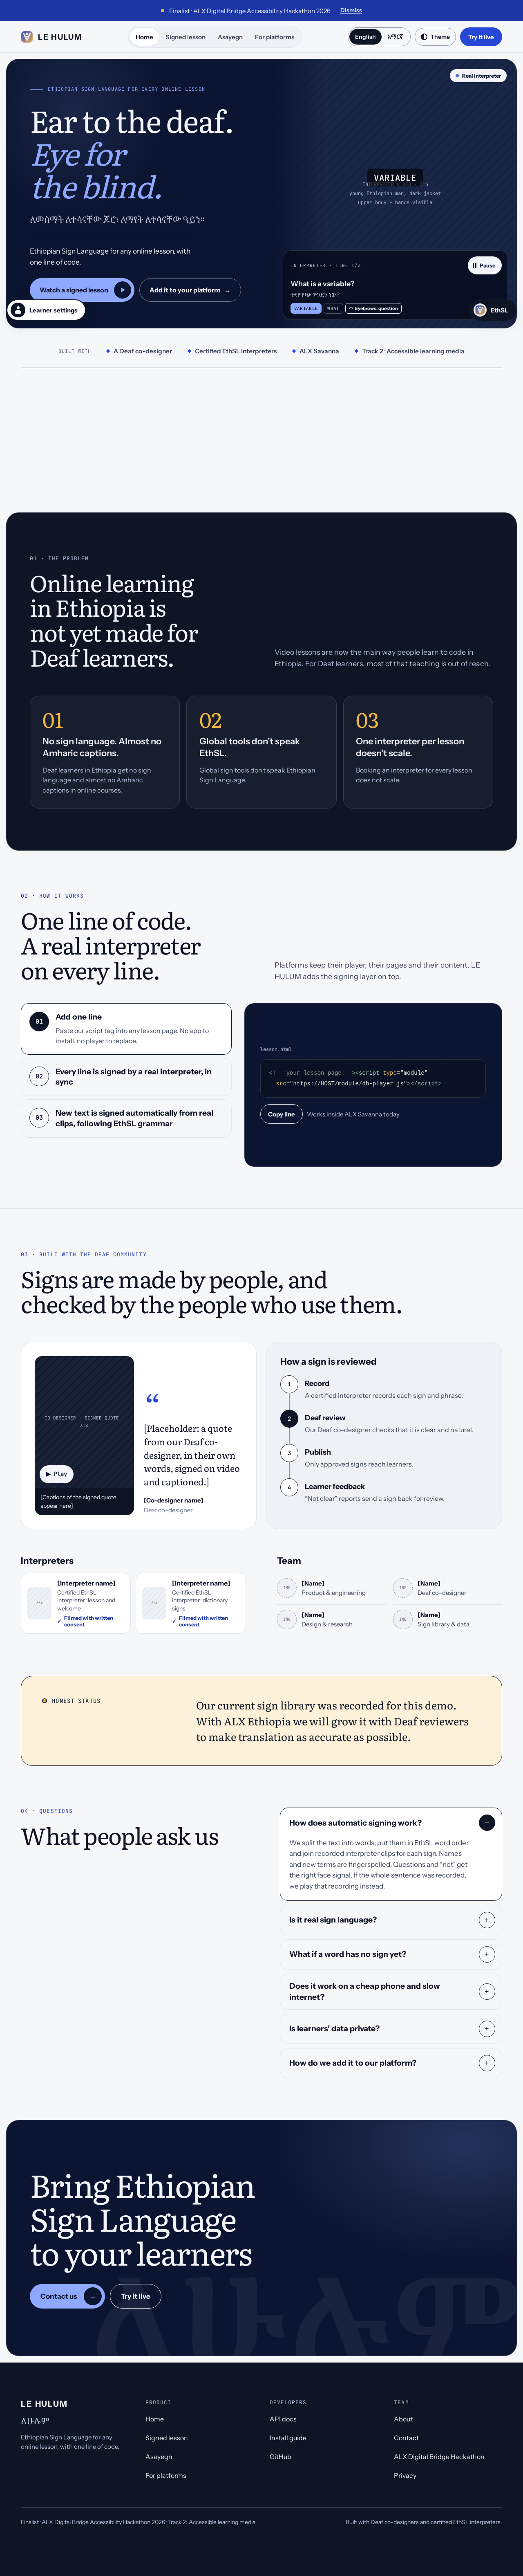 Finalist · ALX Digital Bridge Accessibility Hackathon 2026 Dismiss
LE HULUM Home Signed lesson Asayegn For platforms English አማርኛ Theme Try it live
Real interpreter
ETHIOPIAN SIGN LANGUAGE FOR EVERY ONLINE LESSON
Ear to the deaf.
Eye for
the blind.
ለመስማት ለተሳናቸው ጆሮ፣ ለማየት ለተሳናቸው ዓይን።
VARIABLE
young Ethiopian man, dark jacket
upper body + hands visible
Ethiopian Sign Language for any online lesson, with
one line of code.
Watch a signed lesson
Add it to your platform →
Learner settings
INTERPRETER · LINE 1/3
Pause
What is a variable?
VARIABLE WHAT Eyebrows: question
EthSL
BUILT WITH A Deaf co-designer Certified EthSL interpreters ALX Savanna Track 2 · Accessible learning media
01 · THE PROBLEM
Online learning
in Ethiopia is
not yet made for
Deaf learners.
Video lessons are now the main way people learn to code in
Ethiopia. For Deaf learners, most of that teaching is out of reach.
01
No sign language. Almost no
Amharic captions.
Deaf learners in Ethiopia get no sign
language and almost no Amharic
captions in online courses.
02
Global tools don't speak
EthSL.
Global sign tools don't speak Ethiopian
Sign Language.
03
One interpreter per lesson
doesn't scale.
Booking an interpreter for every lesson
does not scale.
02 · HOW IT WORKS
One line of code.
A real interpreter
on every line.
Platforms keep their player, their pages and their content. LE
HULUM adds the signing layer on top.
01 Add one line
Paste our script tag into any lesson page. No app to
install, no player to replace.
02 Every line is signed by a real interpreter, in
sync
03 New text is signed automatically from real
clips, following EthSL grammar
lesson.html
<!-- your lesson page --><script type="module"
src="https://HOST/module/db-player.js"></script>
Copy line Works inside ALX Savanna today.
03 · BUILT WITH THE DEAF COMMUNITY
Signs are made by people, and
checked by the people who use them.
CO-DESIGNER · SIGNED QUOTE ·
3:4
▶ Play
[Captions of the signed quote
appear here]
“
[Placeholder: a quote
from our Deaf co-
designer, in their own
words, signed on video
and captioned.]
[Co-designer name]
Deaf co-designer
How a sign is reviewed
1 Record
A certified interpreter records each sign and phrase.
2 Deaf review
Our Deaf co-designer checks that it is clear and natural.
3 Publish
Only approved signs reach learners.
4 Learner feedback
“Not clear” reports send a sign back for review.
Interpreters
[Interpreter name]
Certified EthSL
interpreter · lesson and
welcome
✓ Filmed with written
consent
[Interpreter name]
Certified EthSL
interpreter · dictionary
signs
✓ Filmed with written
consent
Team
[Name]
Product & engineering
[Name]
Deaf co-designer
[Name]
Design & research
[Name]
Sign library & data
HONEST STATUS
Our current sign library was recorded for this demo.
With ALX Ethiopia we will grow it with Deaf reviewers
to make translation as accurate as possible.
04 · QUESTIONS
What people ask us
How does automatic signing work? −
We split the text into words, put them in EthSL word order
and join recorded interpreter clips for each sign. Names
and new terms are fingerspelled. Questions and “not” get
the right face signal. If the whole sentence was recorded,
we play that recording instead.
Is it real sign language? +
What if a word has no sign yet? +
Does it work on a cheap phone and slow
internet? +
Is learners' data private? +
How do we add it to our platform? +
Bring Ethiopian
Sign Language
to your learners
Contact us → Try it live
ለሁሉም
LE HULUM
ለሁሉም
Ethiopian Sign Language for any
online lesson, with one line of code.
PRODUCT
Home
Signed lesson
Asayegn
For platforms
DEVELOPERS
API docs
Install guide
GitHub
TEAM
About
Contact
ALX Digital Bridge Hackathon
Privacy
Finalist · ALX Digital Bridge Accessibility Hackathon 2026 · Track 2: Accessible learning media
Built with Deaf co-designers and certified EthSL interpreters.